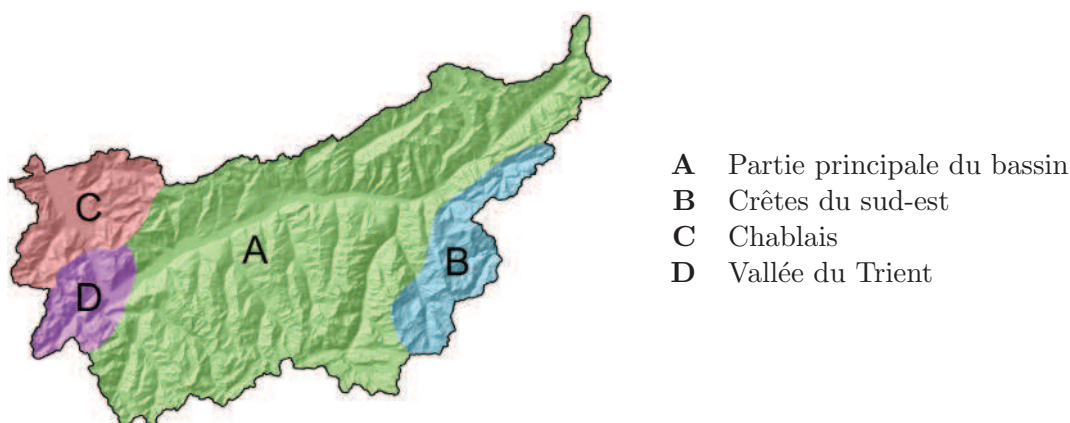 C
A
B
D
A Partie principale du bassin
B Crêtes du sud-est
C Chablais
D Vallée du Trient